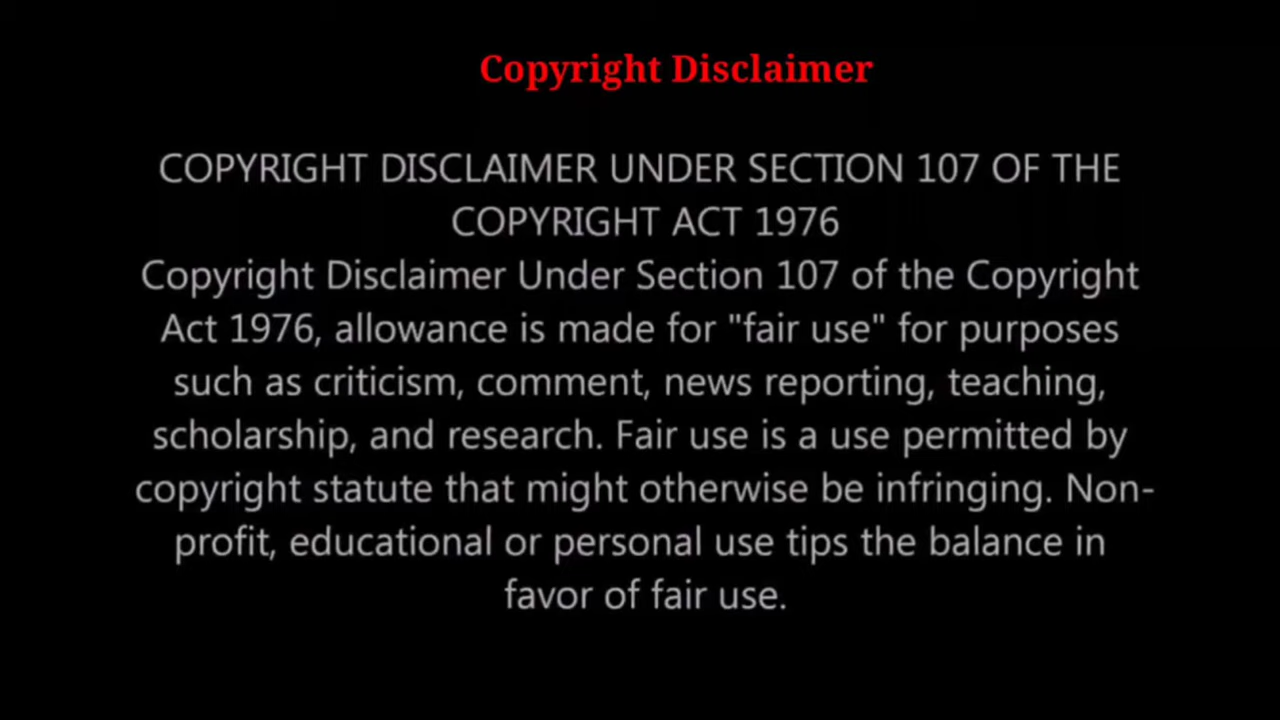 Copyright Disclaimer
COPYRIGHT DISCLAIMER UNDER SECTION 107 OF THE
COPYRIGHT ACT 1976
Copyright Disclaimer Under Section 107 of the Copyright
Act 1976, allowance is made for "fair use" for purposes
such as criticism, comment, news reporting, teaching,
scholarship, and research. Fair use is a use permitted by
copyright statute that might otherwise be infringing. Non-
profit, educational or personal use tips the balance in
favor of fair use.